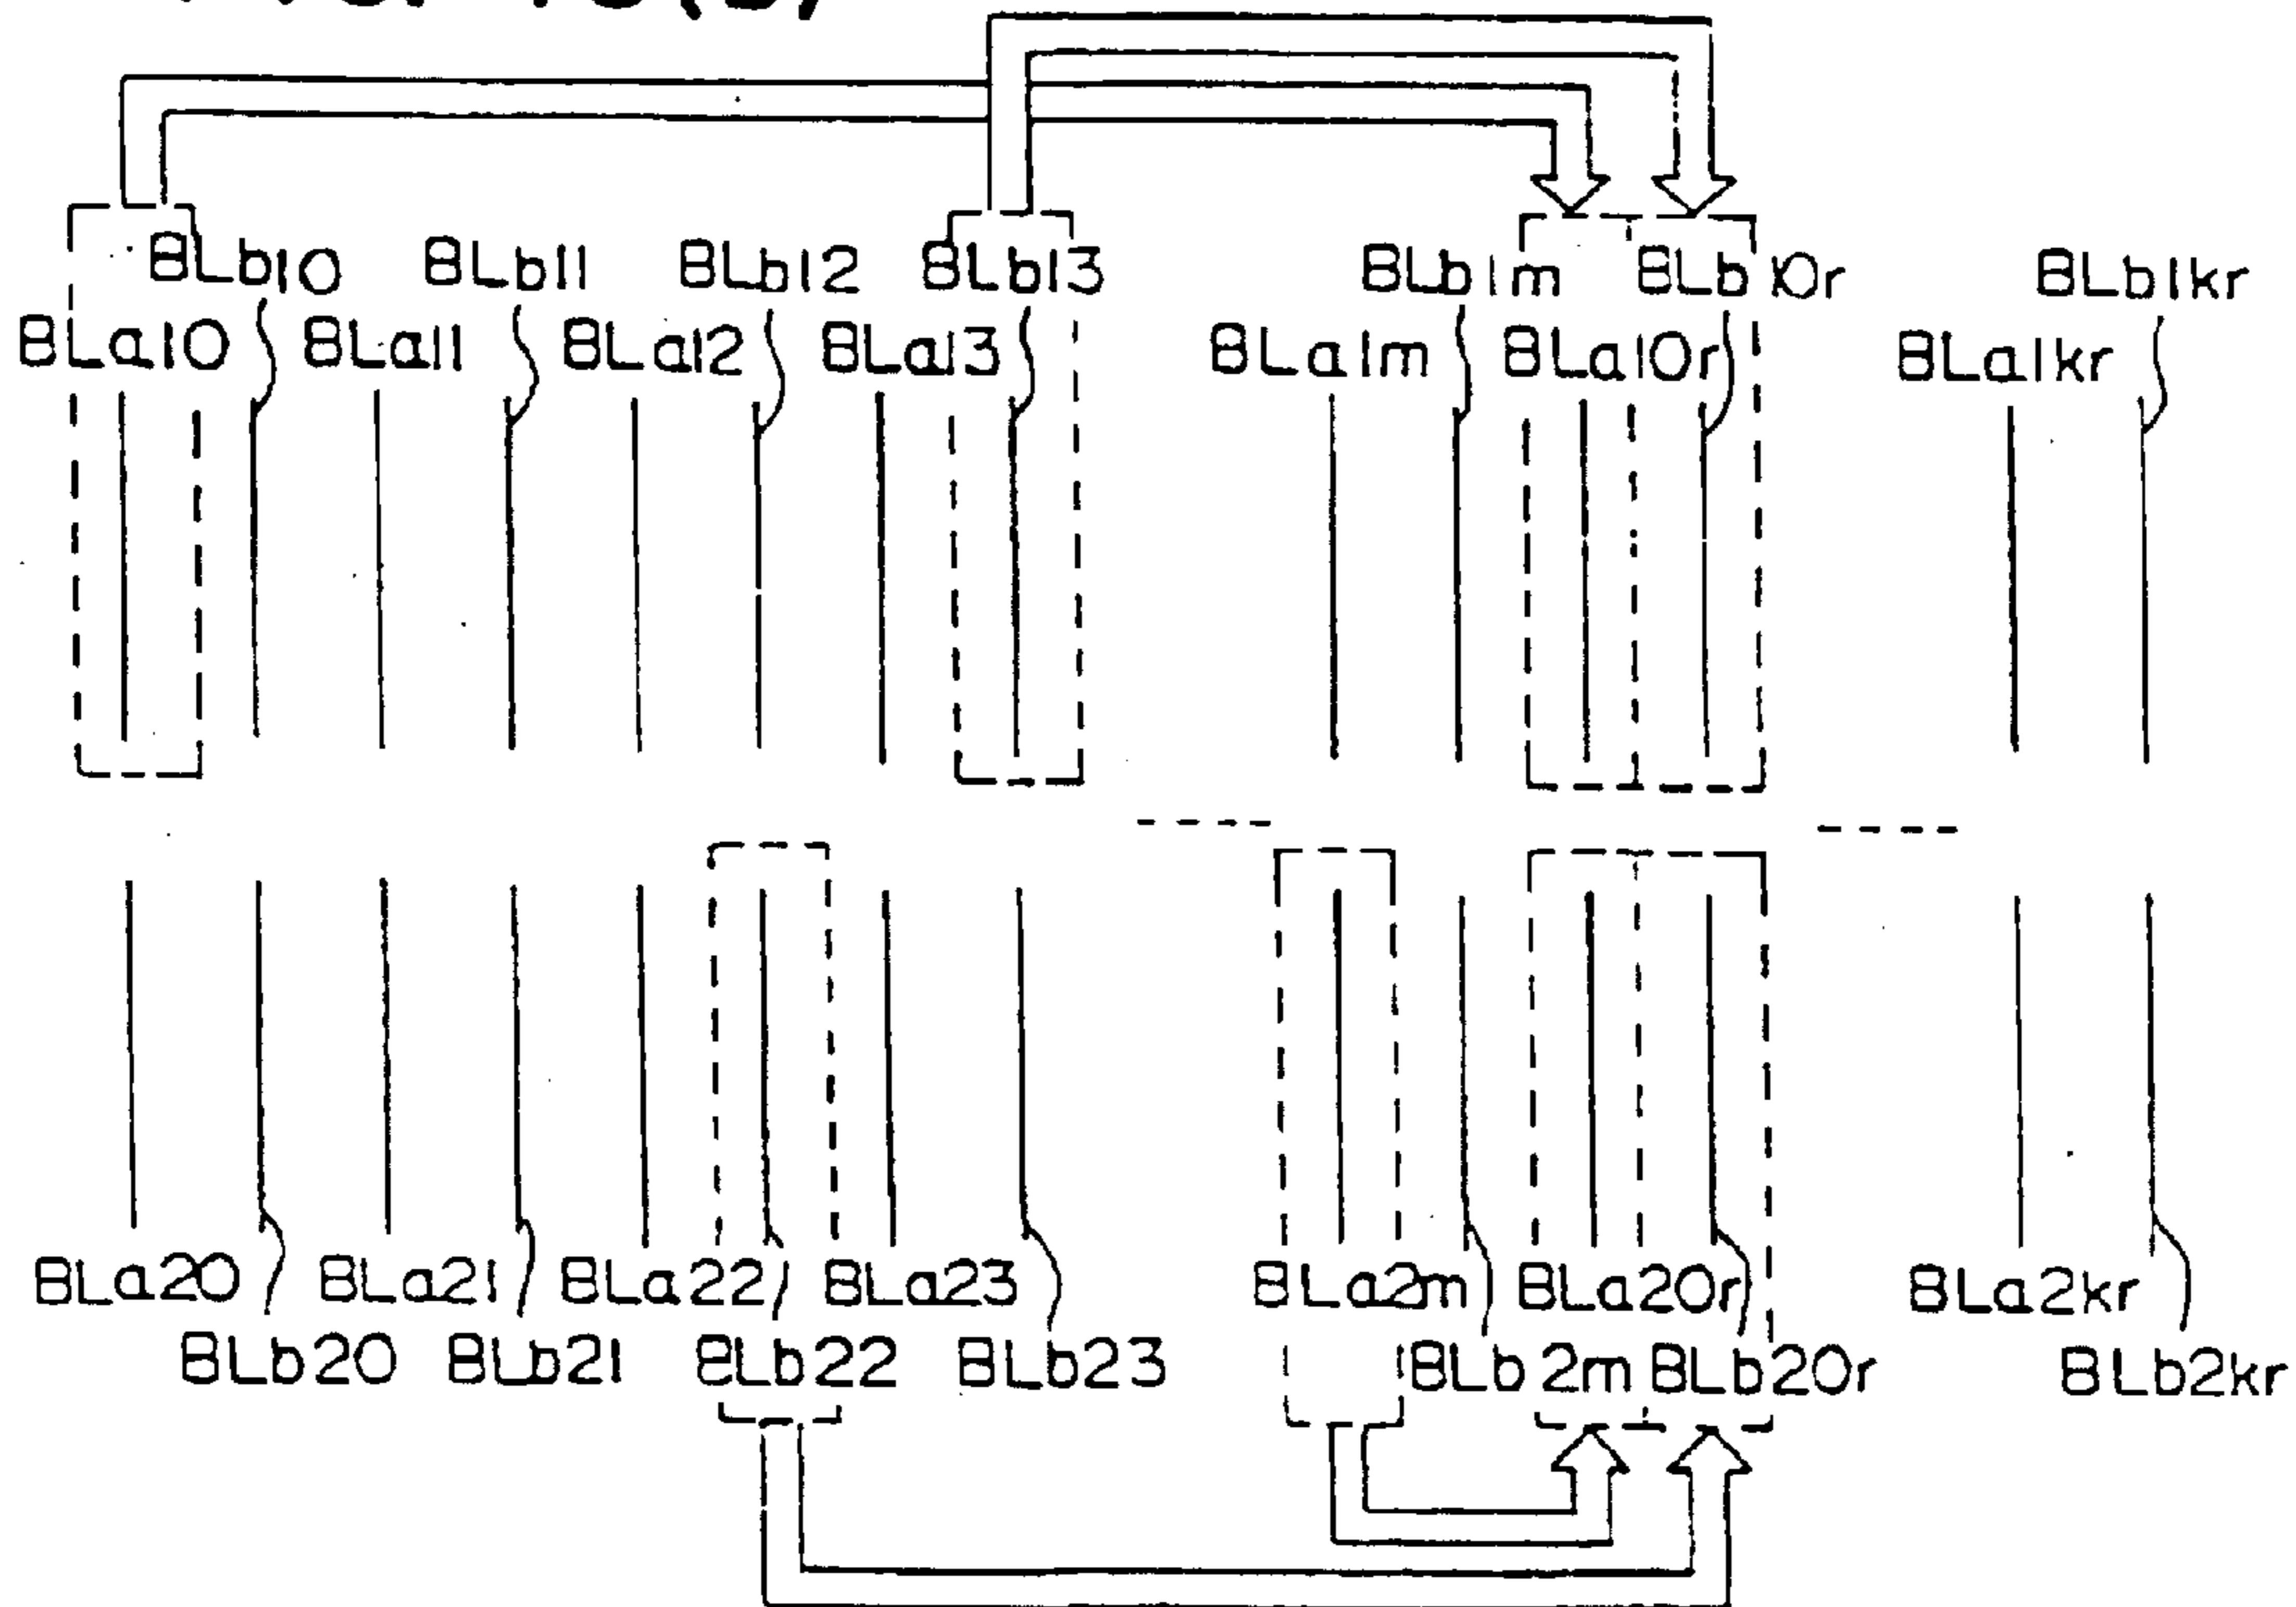 BLb10 BLb11 BLb12 BLb13 BLb1m BLb10r BLb1kr
BLa10 BLa11 BLa12 BLa13 BLa1m BLa10r BLa1kr
BLa20 BLa21 BLa22 BLa23 BLa2m BLa20r BLa2kr
BLb20 BLb21 BLb22 BLb23 BLb2m BLb20r BLb2kr